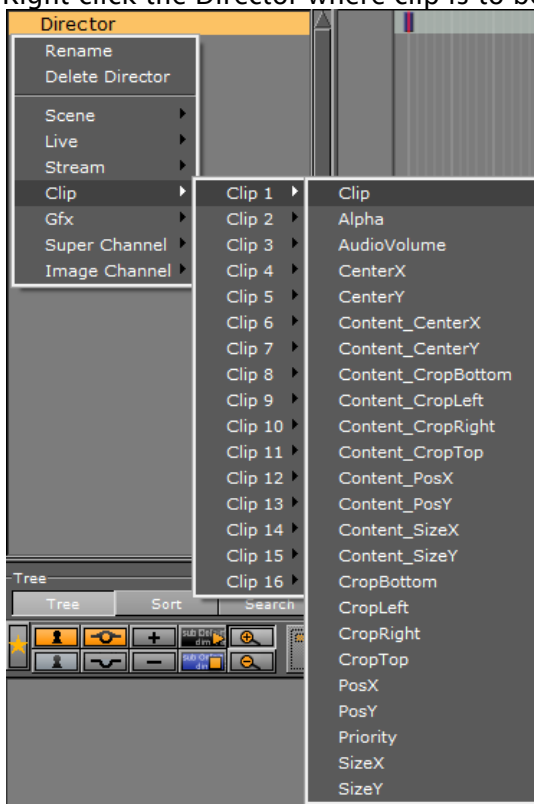 Right click the Director where clip is to be
Director
Rename
Delete Director
Scene
Live
Stream
Clip
Gfx
Super Channel
Image Channel
Clip 1
Clip 2
Clip 3
Clip 4
Clip 5
Clip 6
Clip 7
Clip 8
Clip 9
Clip 10
Clip 11
Clip 12
Clip 13
Clip 14
Clip 15
Clip 16
Clip
Alpha
AudioVolume
CenterX
CenterY
Content_CenterX
Content_CenterY
Content_CropBottom
Content_CropLeft
Content_CropRight
Content_CropTop
Content_PosX
Content_PosY
Content_SizeX
Content_SizeY
CropBottom
CropLeft
CropRight
CropTop
PosX
PosY
Priority
SizeX
SizeY
Tree
Tree Sort Search